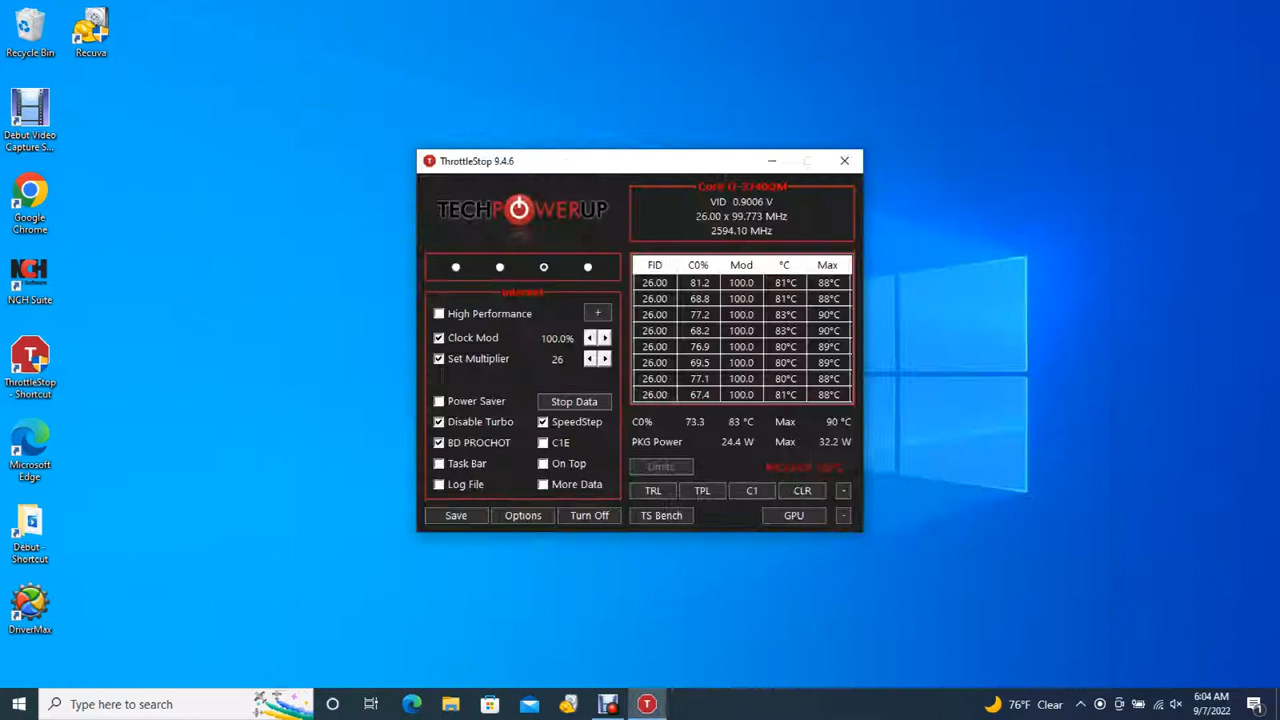 Recycle Bin
Recuva
Debut Video
Capture S...
Google
Chrome
NCH Suite
ThrottleStop
- Shortcut
Microsoft
Edge
Debut -
Shortcut
DriverMax
ThrottleStop 9.4.6
TECHPOWERUP
Core i7-3740QM
VID 0.9006 V
26.00 x 99.773 MHz
2594.10 MHz
Internet
High Performance +
Clock Mod 100.0%
Set Multiplier 26
Power Saver Stop Data
Disable Turbo SpeedStep
BD PROCHOT C1E
Task Bar On Top
Log File More Data
Save Options Turn Off
FID C0% Mod °C Max
26.00 81.2 100.0 81°C 88°C
26.00 68.8 100.0 81°C 88°C
26.00 77.2 100.0 83°C 90°C
26.00 68.2 100.0 83°C 90°C
26.00 76.9 100.0 80°C 89°C
26.00 69.5 100.0 80°C 89°C
26.00 77.1 100.0 80°C 88°C
26.00 67.4 100.0 81°C 88°C
C0% 73.3 83 °C Max 90 °C
PKG Power 24.4 W Max 32.2 W
Limits
TRL TPL C1 CLR -
TS Bench GPU -
Type here to search
76°F Clear
6:04 AM
9/7/2022
1